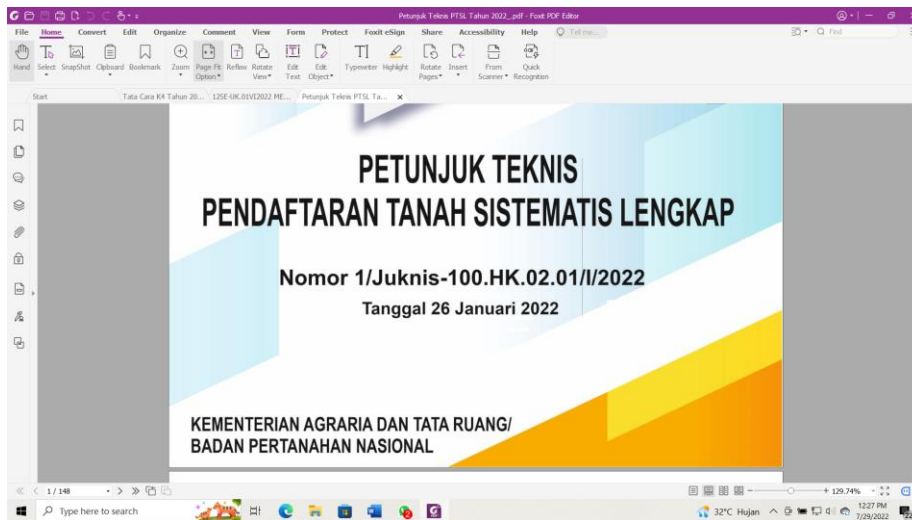 Petunjuk Teknis PTSL Tahun 2022_.pdf - Foxit PDF Editor
File Home Convert Edit Organize Comment View Form Protect Foxit eSign Share Accessibility Help Tell me... Find
Hand Select SnapShot Clipboard Bookmark Zoom Page Fit Option Reflow Rotate View Edit Text Edit Object Typewriter Highlight Rotate Pages Insert From Scanner Quick Recognition
Start Tata Cara K4 Tahun 20... Petunjuk Teknis PTSL Ta...
PETUNJUK TEKNIS
PENDAFTARAN TANAH SISTEMATIS LENGKAP
Nomor 1/Juknis-100.HK.02.01/I/2022
Tanggal 26 Januari 2022
KEMENTERIAN AGRARIA DAN TATA RUANG/
BADAN PERTANAHAN NASIONAL
1 / 148 129.74%
Type here to search 32°C Hujan 12:27 PM
7/29/2022